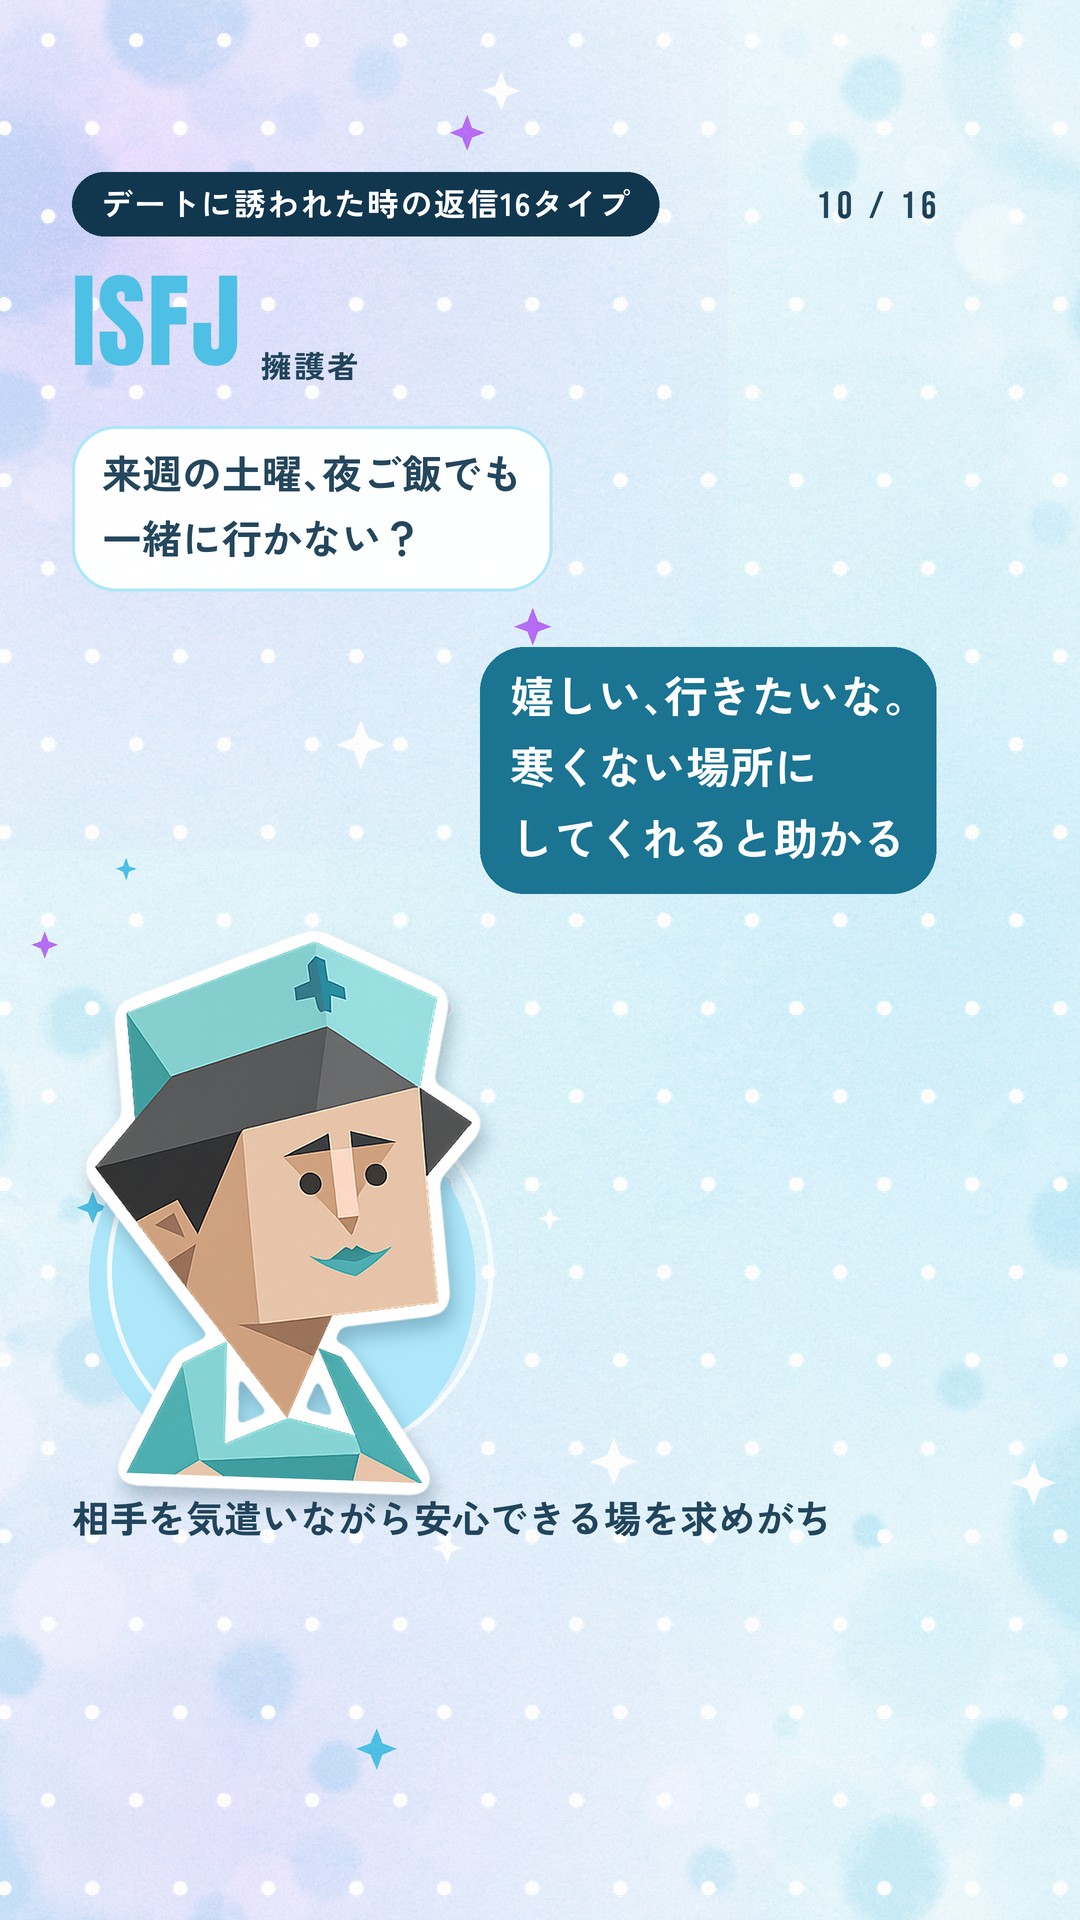 デートに誘われた時の返信16タイプ
10 / 16
ISFJ
擁護者
来週の土曜、夜ご飯でも
一緒に行かない？
嬉しい、行きたいな。
寒くない場所に
してくれると助かる
相手を気遣いながら安心できる場を求めがち